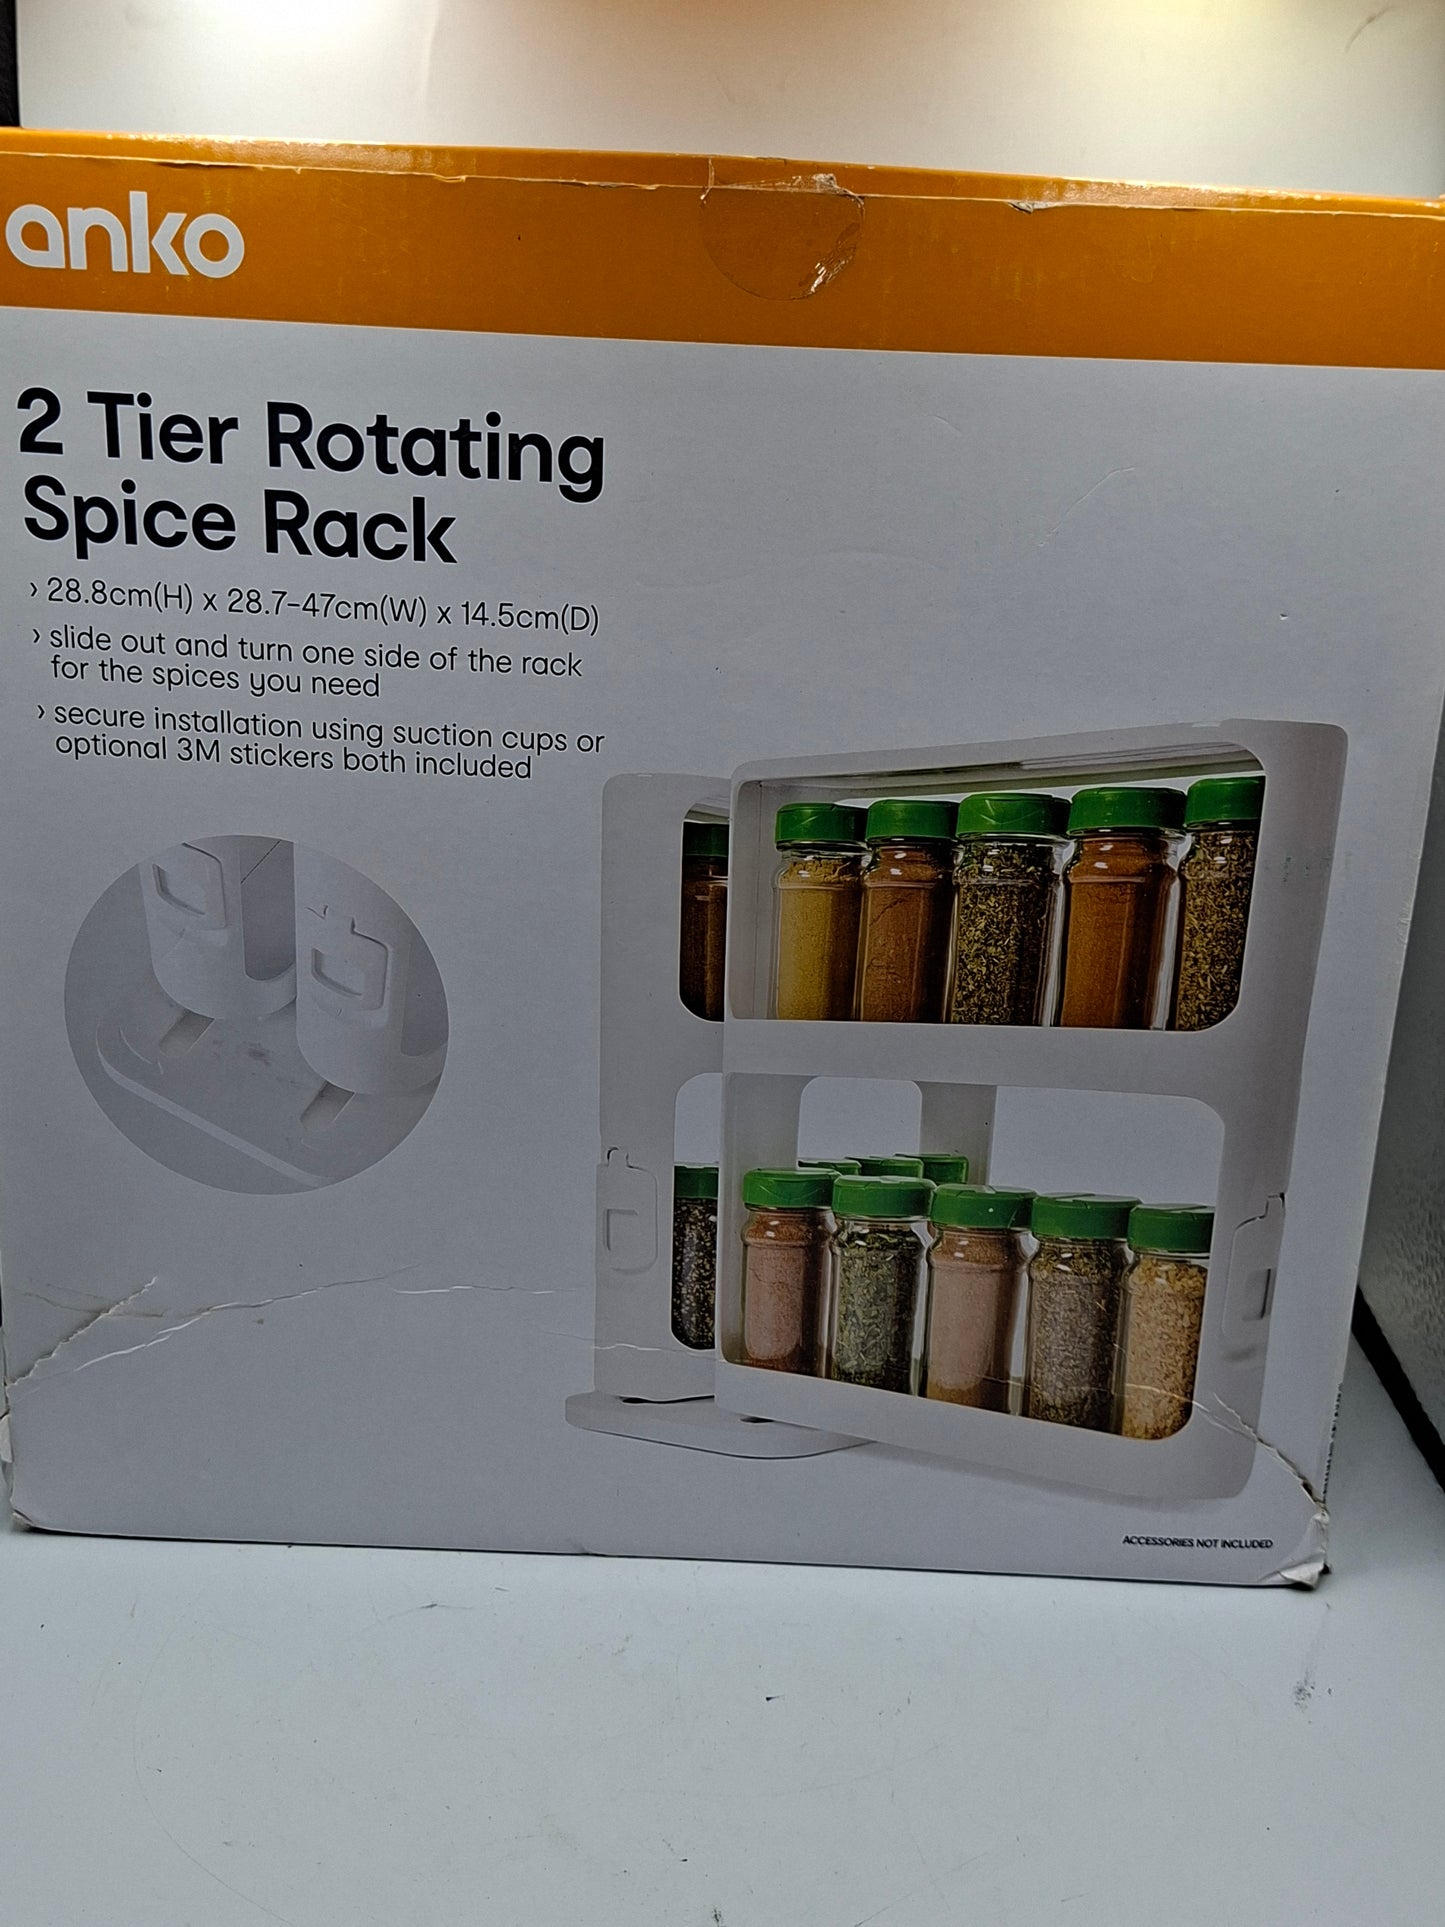 anko
2 Tier Rotating
Spice Rack
› 28.8cm(H) x 28.7-47cm(W) x 14.5cm(D)
› slide out and turn one side of the rack
for the spices you need
› secure installation using suction cups or
optional 3M stickers both included
ACCESSORIES NOT INCLUDED